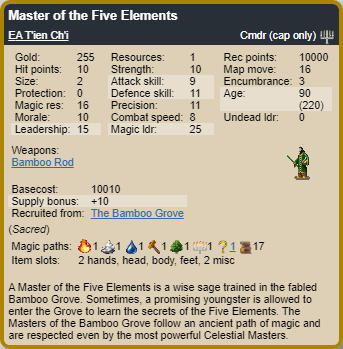 Master of the Five Elements
EA T'ien Ch'i Cmdr (cap only)
Gold: 255 Resources: 1 Rec points: 10000
Hit points: 10 Strength: 10 Map move: 16
Size: 2 Attack skill: 9 Encumbrance: 3
Protection: 0 Defence skill: 11 Age: 90
Magic res: 16 Precision: 11 (220)
Morale: 10 Combat speed: 8 Undead ldr: 0
Leadership: 15 Magic ldr: 25
Weapons:
Bamboo Rod
Basecost: 10010
Supply bonus: +10
Recruited from: The Bamboo Grove
(Sacred)
Magic paths: 1 1 1 1 1 1 ?1 17
Item slots: 2 hands, head, body, feet, 2 misc
A Master of the Five Elements is a wise sage trained in the fabled
Bamboo Grove. Sometimes, a promising youngster is allowed to
enter the Grove to learn the secrets of the Five Elements. The
Masters of the Bamboo Grove follow an ancient path of magic and
are respected even by the most powerful Celestial Masters.